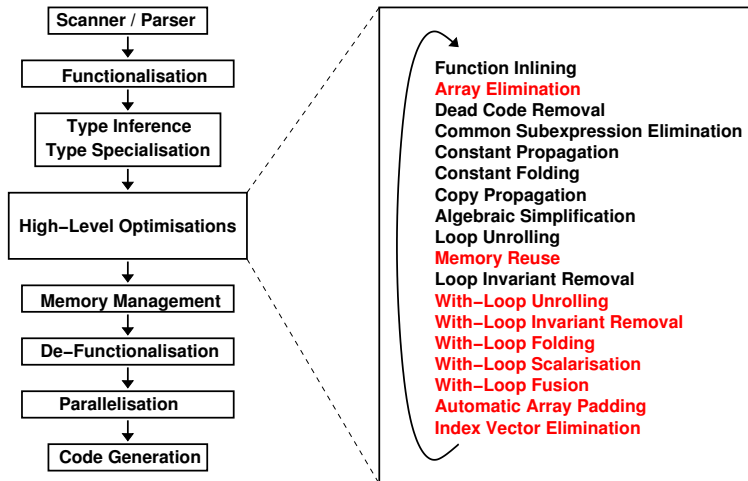 Scanner / Parser
Functionalisation
Type Inference
Type Specialisation
High–Level Optimisations
Memory Management
De–Functionalisation
Parallelisation
Code Generation
Function Inlining
Array Elimination
Dead Code Removal
Common Subexpression Elimination
Constant Propagation
Constant Folding
Copy Propagation
Algebraic Simplification
Loop Unrolling
Memory Reuse
Loop Invariant Removal
With–Loop Unrolling
With–Loop Invariant Removal
With–Loop Folding
With–Loop Scalarisation
With–Loop Fusion
Automatic Array Padding
Index Vector Elimination